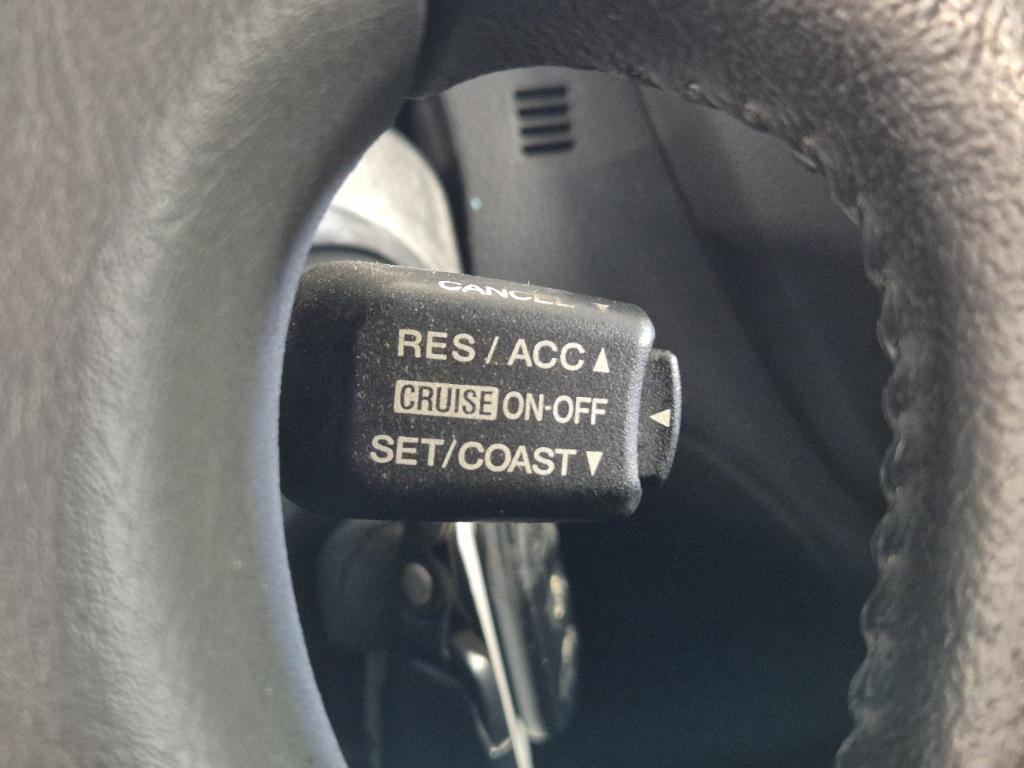 CANCEL ▼
RES / ACC ▲
CRUISE ON-OFF ◀
SET/COAST ▼